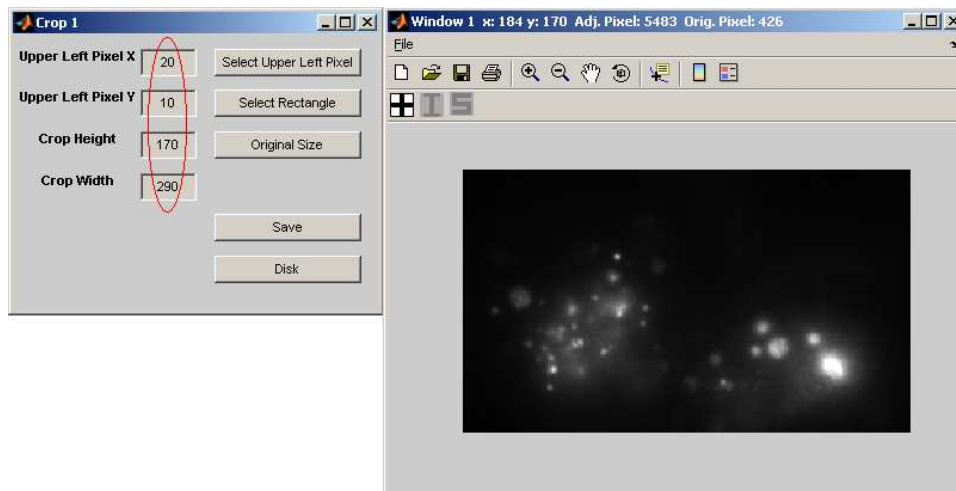 Crop 1
Upper Left Pixel X 20 Select Upper Left Pixel
Upper Left Pixel Y 10 Select Rectangle
Crop Height 170 Original Size
Crop Width 290
Save
Disk
Window 1 x: 184 y: 170 Adj. Pixel: 5483 Orig. Pixel: 426
File